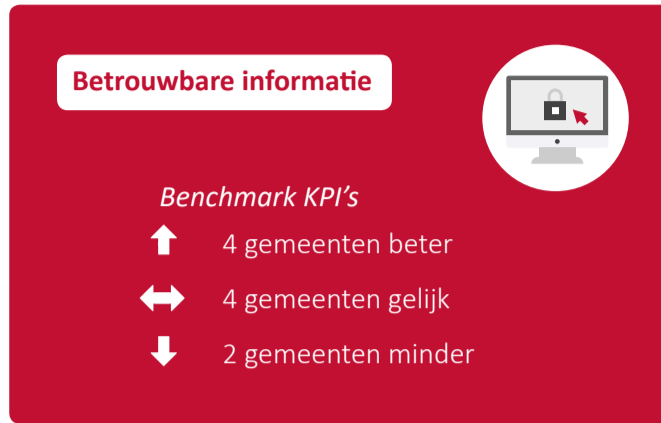 Betrouwbare informatie
Benchmark KPI’s
4 gemeenten beter
4 gemeenten gelijk
2 gemeenten minder